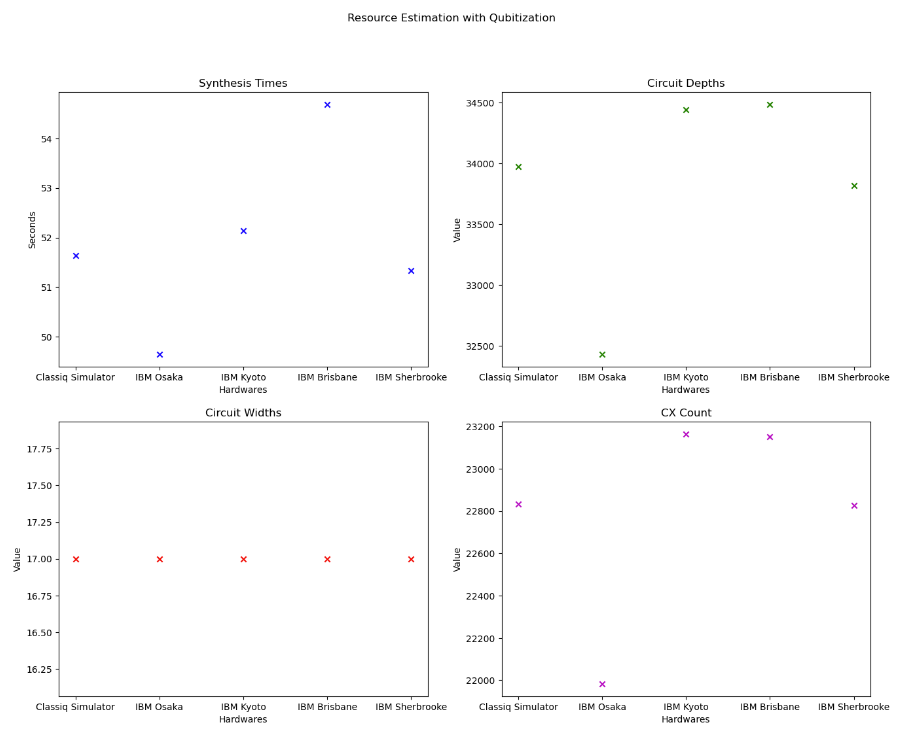 Resource Estimation with Qubitization
Synthesis Times
54
53
52
51
50
Seconds
Classiq Simulator IBM Osaka IBM Kyoto IBM Brisbane IBM Sherbrooke
Hardwares
Circuit Depths
34500
34000
33500
33000
32500
Value
Classiq Simulator IBM Osaka IBM Kyoto IBM Brisbane IBM Sherbrooke
Hardwares
Circuit Widths
17.75
17.50
17.25
17.00
16.75
16.50
16.25
Value
Classiq Simulator IBM Osaka IBM Kyoto IBM Brisbane IBM Sherbrooke
Hardwares
CX Count
23200
23000
22800
22600
22400
22200
22000
Value
Classiq Simulator IBM Osaka IBM Kyoto IBM Brisbane IBM Sherbrooke
Hardwares